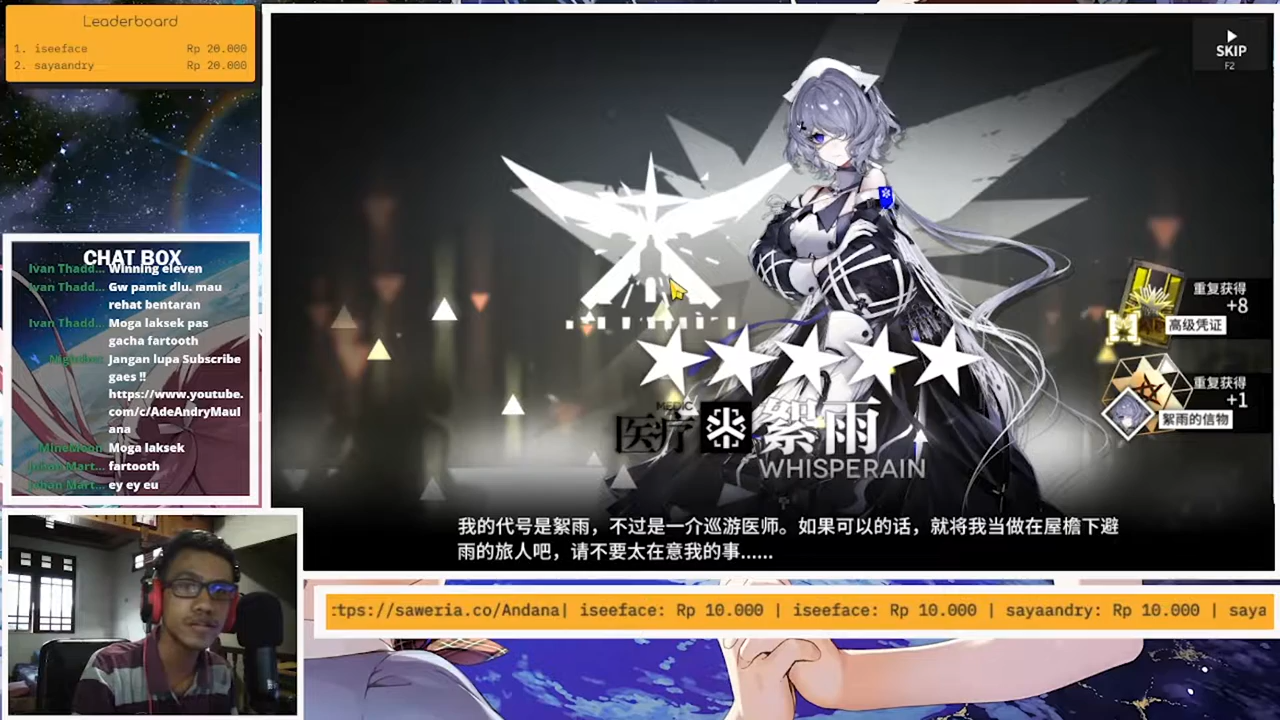 Leaderboard
1. iseeface Rp 20.000
2. sayaandry Rp 20.000
SKIP
F2
CHAT BOX
Ivan Thadd... Winning eleven
Ivan Thadd... Gw pamit dlu. mau
rehat bentaran
Ivan Thadd... Moga laksek pas
gacha fartooth
Jangan lupa Subscribe
gaes !!
https://www.youtube.
com/c/AdeAndryMaul
ana
Moga laksek
fartooth
ey ey eu
重复获得
+8
高级凭证
重复获得
+1
絮雨的信物
MEDIC
医疗 絮雨
WHISPERAIN
我的代号是絮雨，不过是一介巡游医师。如果可以的话，就将我当做在屋檐下避
雨的旅人吧，请不要太在意我的事……
:tps://saweria.co/Andana| iseeface: Rp 10.000 | iseeface: Rp 10.000 | sayaandry: Rp 10.000 | saya